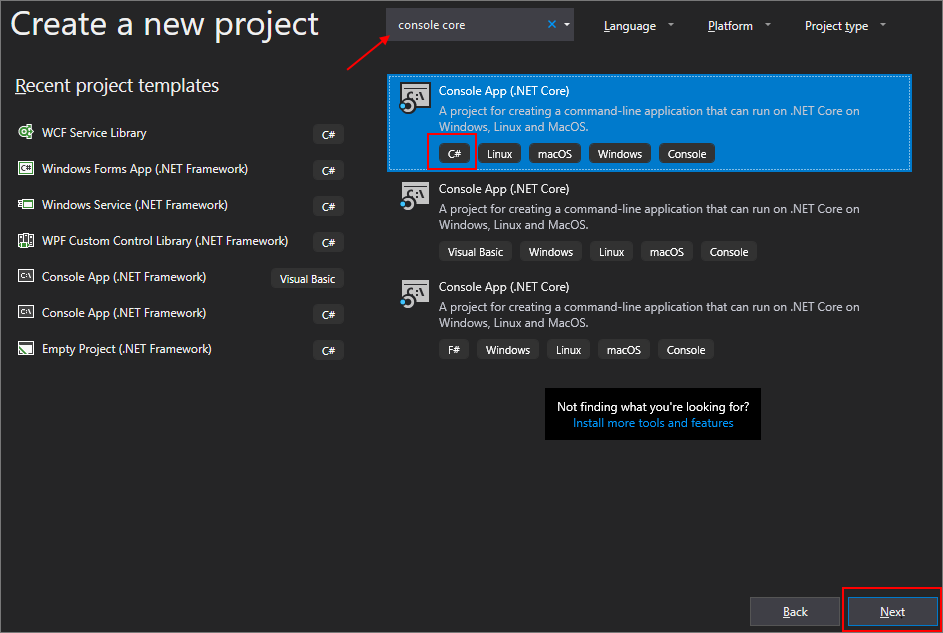 Create a new project
console core
Language
Platform
Project type
Recent project templates
WCF Service Library
C#
Windows Forms App (.NET Framework)
C#
Windows Service (.NET Framework)
C#
WPF Custom Control Library (.NET Framework)
C#
Console App (.NET Framework)
Visual Basic
Console App (.NET Framework)
C#
Empty Project (.NET Framework)
C#
Console App (.NET Core)
A project for creating a command-line application that can run on .NET Core on
Windows, Linux and MacOS.
C# Linux macOS Windows Console
Console App (.NET Core)
A project for creating a command-line application that can run on .NET Core on
Windows, Linux and MacOS.
Visual Basic Windows Linux macOS Console
Console App (.NET Core)
A project for creating a command-line application that can run on .NET Core on
Windows, Linux and MacOS.
F# Windows Linux macOS Console
Not finding what you're looking for?
Install more tools and features
Back
Next